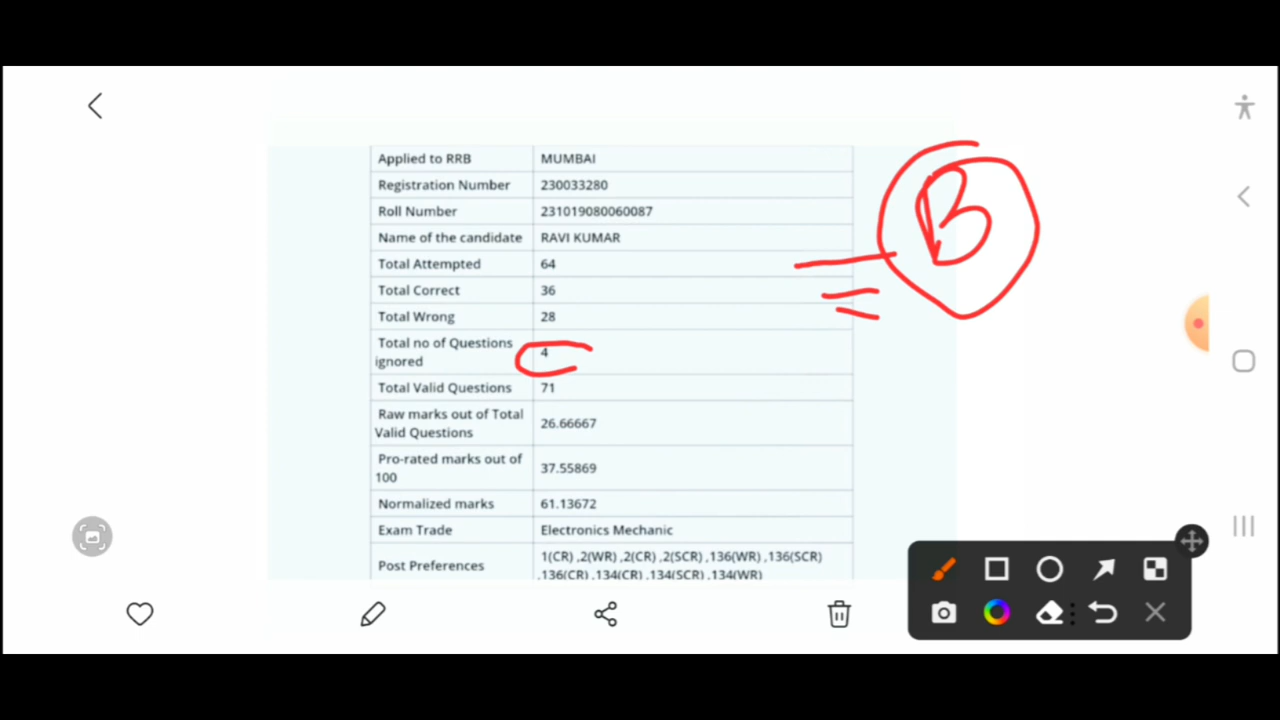 Applied to RRB MUMBAI
Registration Number 230033280
Roll Number 231019080060087
Name of the candidate RAVI KUMAR
Total Attempted 64
Total Correct 36
Total Wrong 28
Total no of Questions
ignored 4
Total Valid Questions 71
Raw marks out of Total
Valid Questions 26.66667
Pro-rated marks out of
100 37.55869
Normalized marks 61.13672
Exam Trade Electronics Mechanic
Post Preferences 1(CR) ,2(WR) ,2(CR) ,2(SCR) ,136(WR) ,136(SCR)
,136(CR) ,134(CR) ,134(SCR) ,134(WR)
B